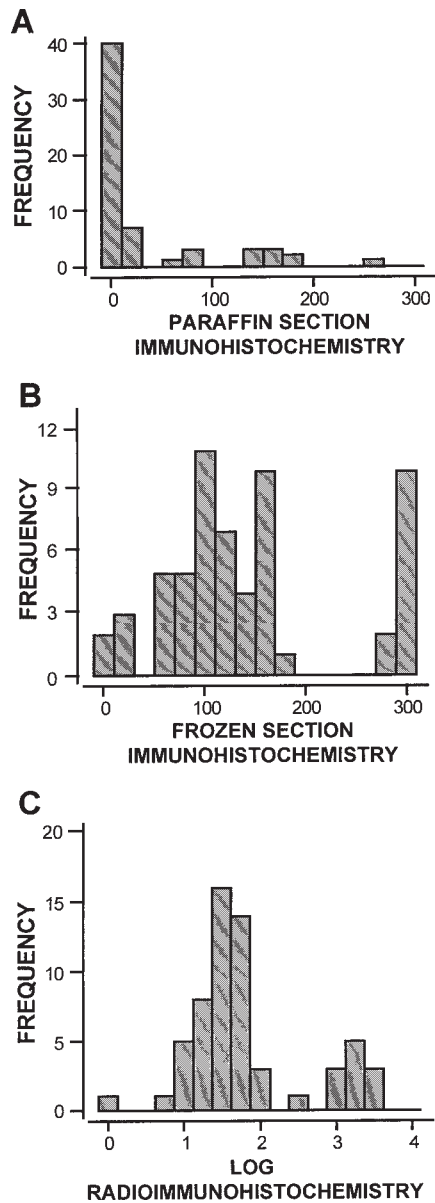 A
FREQUENCY
40
30
20
10
0
0 100 200 300
PARAFFIN SECTION
IMMUNOHISTOCHEMISTRY
B
FREQUENCY
12
9
6
3
0
0 100 200 300
FROZEN SECTION
IMMUNOHISTOCHEMISTRY
C
FREQUENCY
20
15
10
5
0
0 1 2 3 4
LOG
RADIOIMMUNOHISTOCHEMISTRY